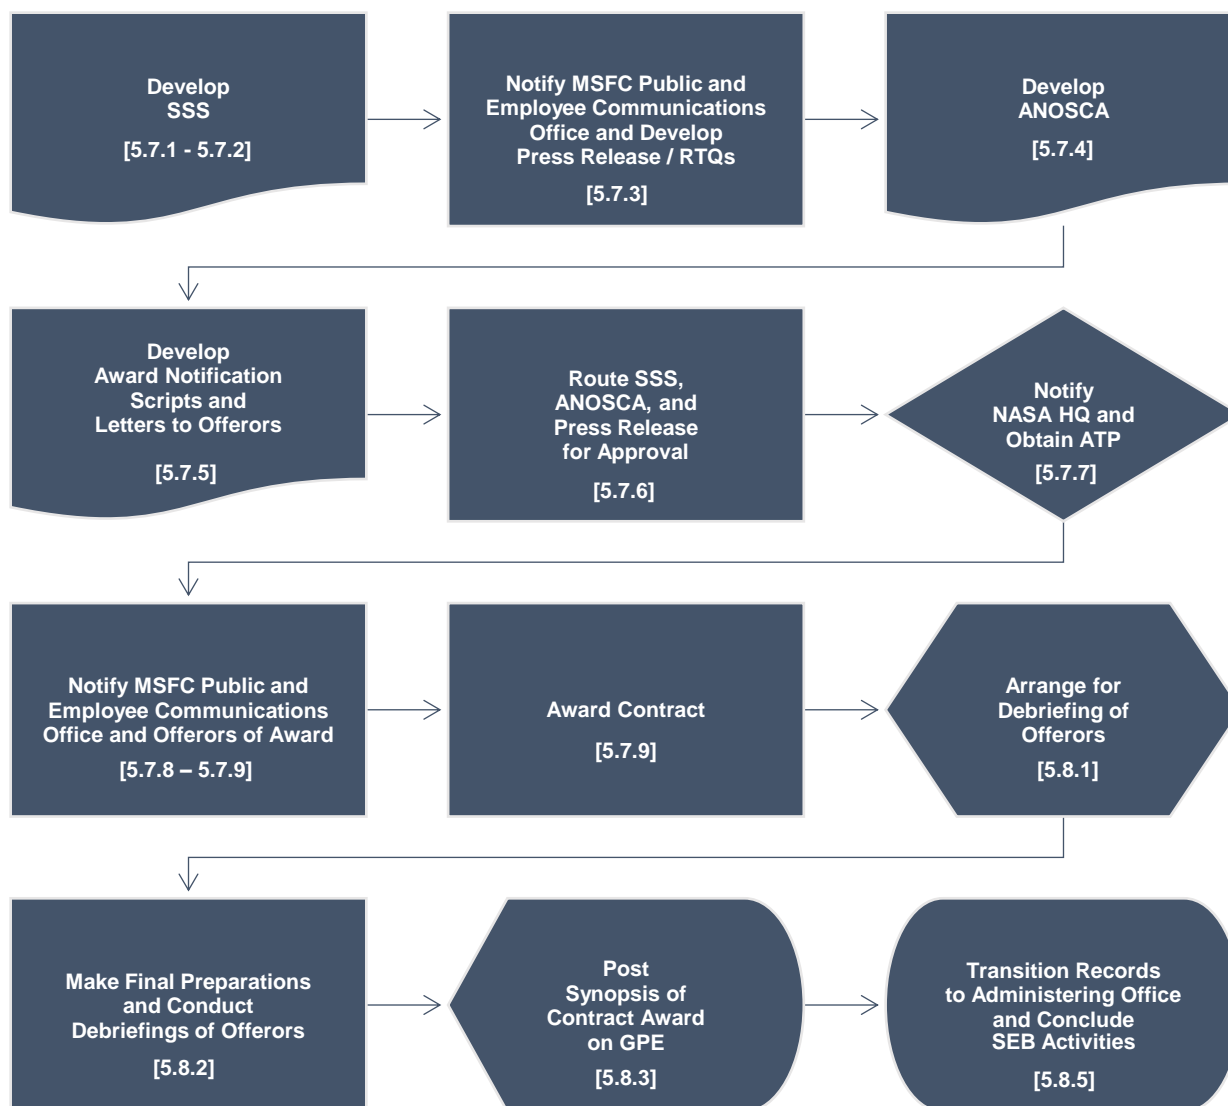 Develop
SSS
[5.7.1 - 5.7.2]
Notify MSFC Public and
Employee Communications
Office and Develop
Press Release / RTQs
[5.7.3]
Develop
ANOSCA
[5.7.4]
Develop
Award Notification
Scripts and
Letters to Offerors
[5.7.5]
Route SSS,
ANOSCA, and
Press Release
for Approval
[5.7.6]
Notify
NASA HQ and
Obtain ATP
[5.7.7]
Notify MSFC Public and
Employee Communications
Office and Offerors of Award
[5.7.8 – 5.7.9]
Award Contract
[5.7.9]
Arrange for
Debriefing of
Offerors
[5.8.1]
Make Final Preparations
and Conduct
Debriefings of Offerors
[5.8.2]
Post
Synopsis of
Contract Award
on GPE
[5.8.3]
Transition Records
to Administering Office
and Conclude
SEB Activities
[5.8.5]